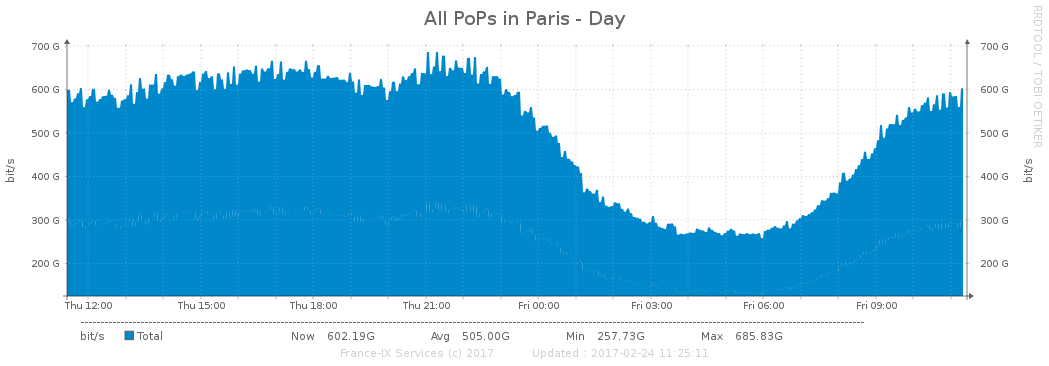 All PoPs in Paris - Day
RRDTOOL / TOBI OETIKER
bit/s
700 G
600 G
500 G
400 G
300 G
200 G
700 G
600 G
500 G
400 G
300 G
200 G
bit/s
Thu 12:00 Thu 15:00 Thu 18:00 Thu 21:00 Fri 00:00 Fri 03:00 Fri 06:00 Fri 09:00
bit/s Total Now 602.19G Avg 505.00G Min 257.73G Max 685.83G
France-IX Services (c) 2017 Updated : 2017-02-24 11:25:11